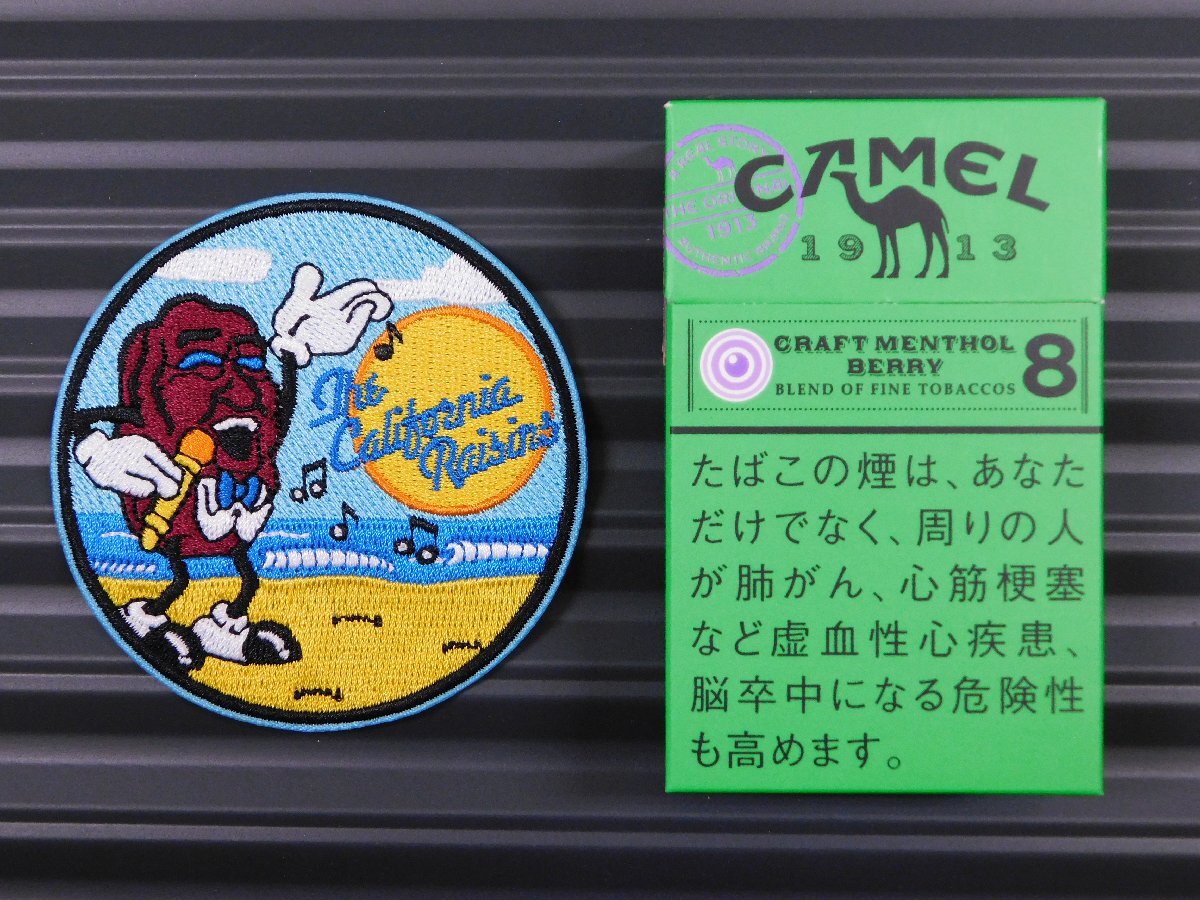 The
California
Raisins
A REAL STORY
THE ORIGINAL
1913
AUTHENTIC
CAMEL
1913
CRAFT MENTHOL
BERRY
BLEND OF FINE TOBACCOS
8
たばこの煙は、あなた
だけでなく、周りの人
が肺がん、心筋梗塞
など虚血性心疾患、
脳卒中になる危険性
も高めます。